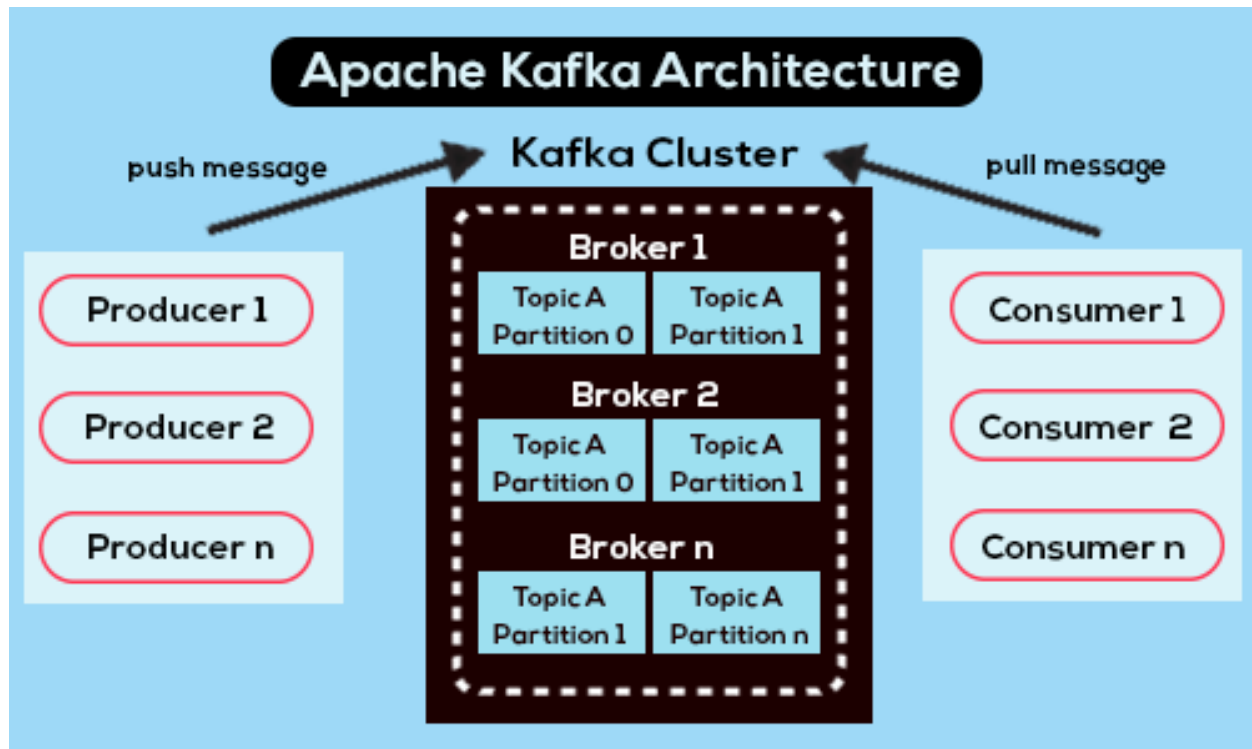 Apache Kafka Architecture
push message
Kafka Cluster
pull message
Producer 1
Producer 2
Producer n
Broker 1
Topic A
Partition 0
Topic A
Partition 1
Broker 2
Topic A
Partition 0
Topic A
Partition 1
Broker n
Topic A
Partition 1
Topic A
Partition n
Consumer 1
Consumer 2
Consumer n